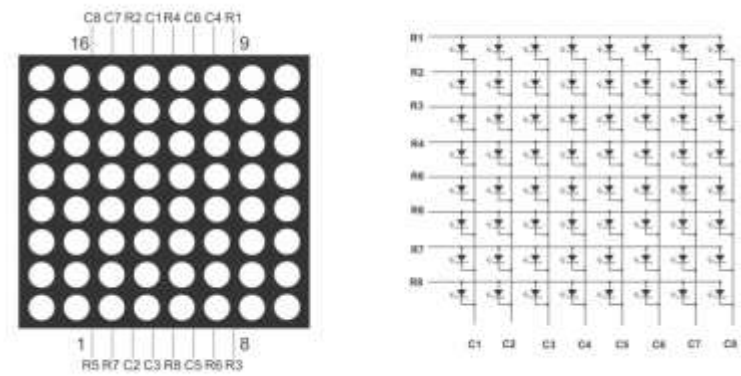 C8 C7 R2 C1 R4 C6 C4 R1
16 9
1 8
R5 R7 C2 C3 R8 C5 R6 R3
R1
R2
R3
R4
R5
R6
R7
R8
C1 C2 C3 C4 C5 C6 C7 C8